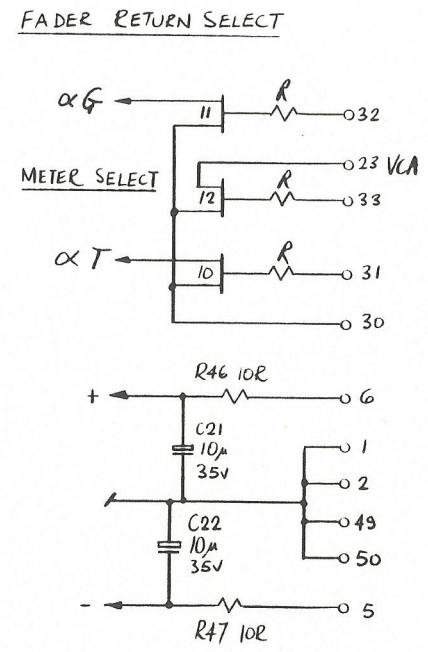 FADER RETURN SELECT
αG
11
R
32
23 VCA
METER SELECT
12
R
33
αT
10
R
31
30
R46 10R
+
6
C21
10μ
35V
1
2
C22
10μ
35V
49
50
-
5
R47 10R